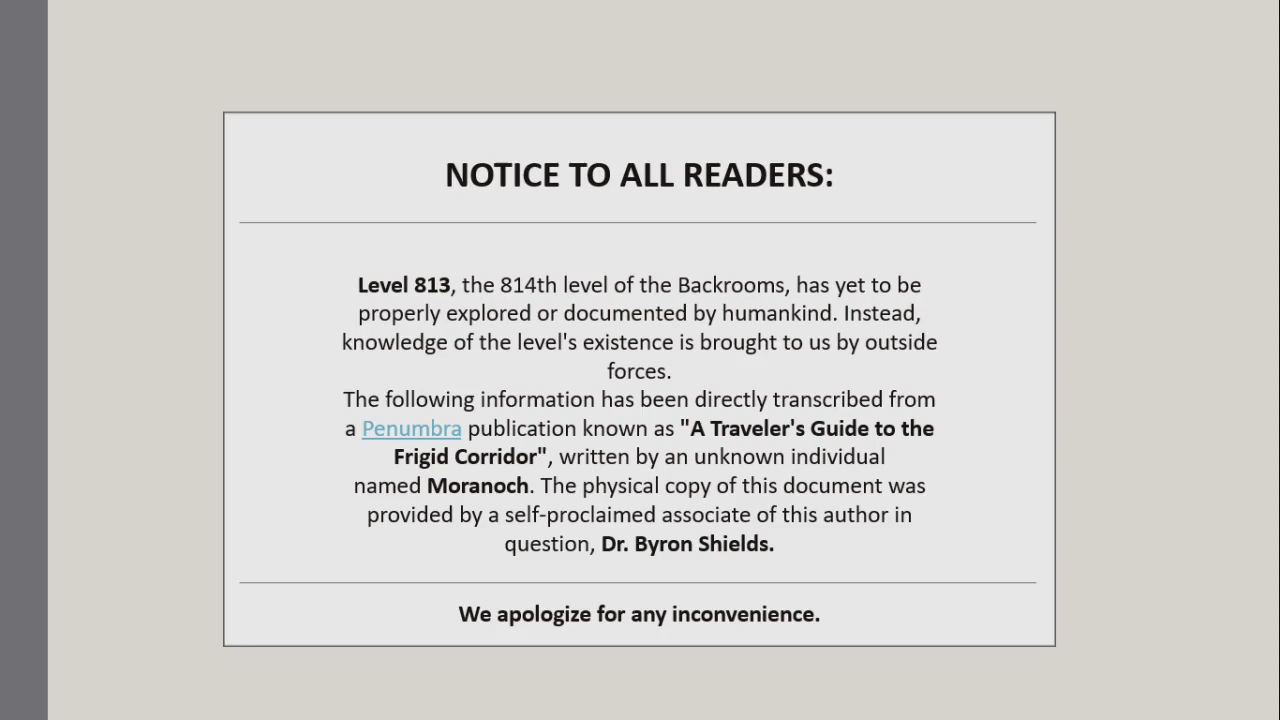 NOTICE TO ALL READERS:
Level 813, the 814th level of the Backrooms, has yet to be
properly explored or documented by humankind. Instead,
knowledge of the level's existence is brought to us by outside
forces.
The following information has been directly transcribed from
a Penumbra publication known as "A Traveler's Guide to the
Frigid Corridor", written by an unknown individual
named Moranoch. The physical copy of this document was
provided by a self-proclaimed associate of this author in
question, Dr. Byron Shields.
We apologize for any inconvenience.